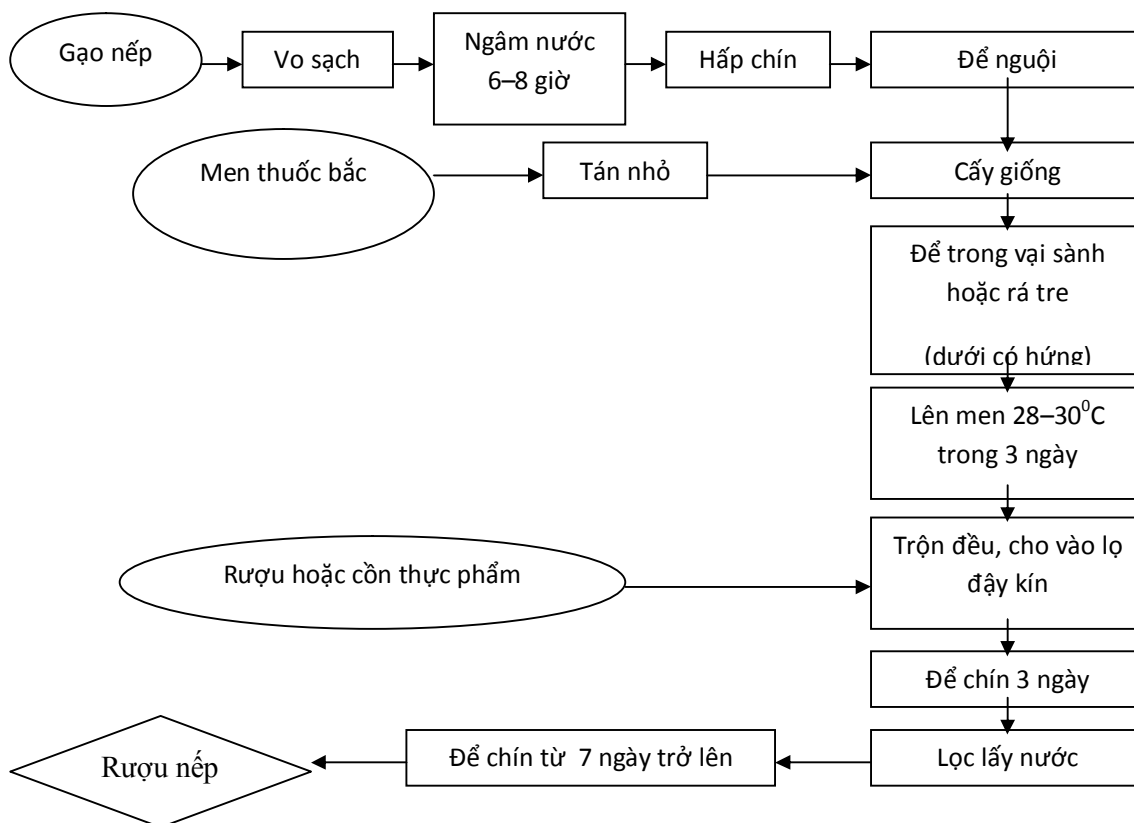 Gạo nếp
Vo sạch
Ngâm nước
6–8 giờ
Hấp chín
Để nguội
Men thuốc bắc
Tán nhỏ
Cấy giống
Để trong vại sành
hoặc rá tre
(dưới có hứng)
Lên men 28–30⁰C
trong 3 ngày
Rượu hoặc cồn thực phẩm
Trộn đều, cho vào lọ
đậy kín
Để chín 3 ngày
Lọc lấy nước
Để chín từ 7 ngày trở lên
Rượu nếp